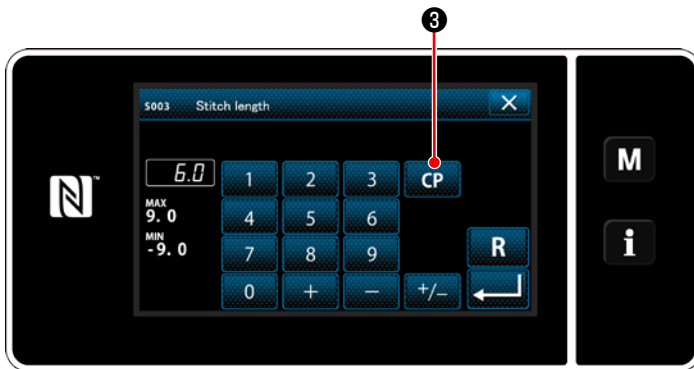 ❸
S003 Stitch length
6.0
1 2 3 CP
MAX
9.0
4 5 6
MIN
-9.0
7 8 9 R
0 + − +/−
M
i
N
™